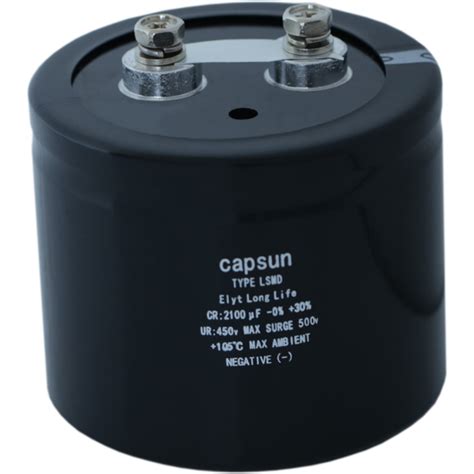 capsun
TYPE LSMD
Elyt Long Life
CR:2100 µF -0% +30%
UR:450v MAX SURGE 500v
+105℃ MAX AMBIENT
NEGATIVE (-)